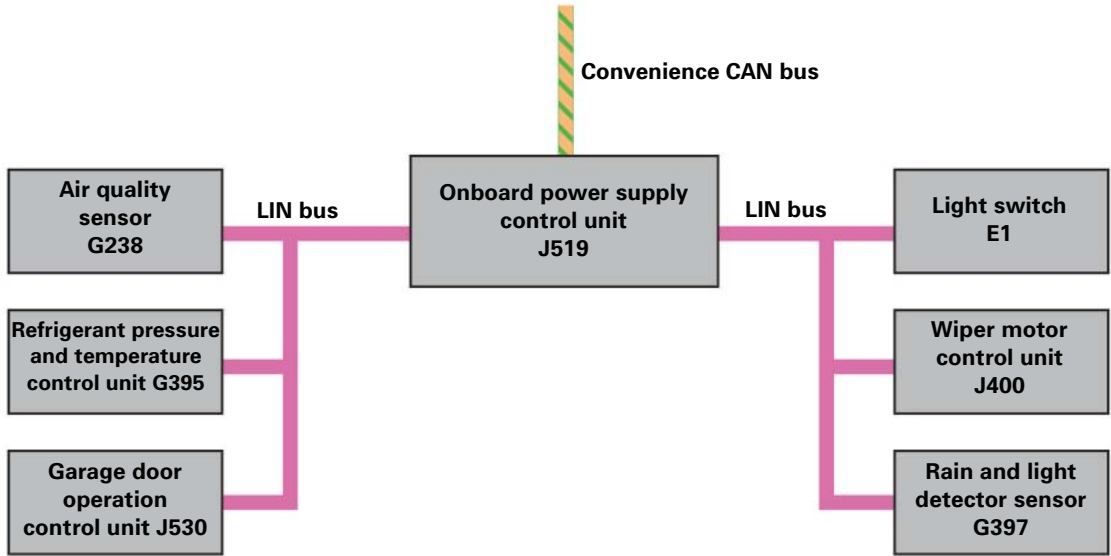 Convenience CAN bus
Air quality
sensor
G238
LIN bus
Onboard power supply
control unit
J519
LIN bus
Light switch
E1
Refrigerant pressure
and temperature
control unit G395
Wiper motor
control unit
J400
Garage door
operation
control unit J530
Rain and light
detector sensor
G397